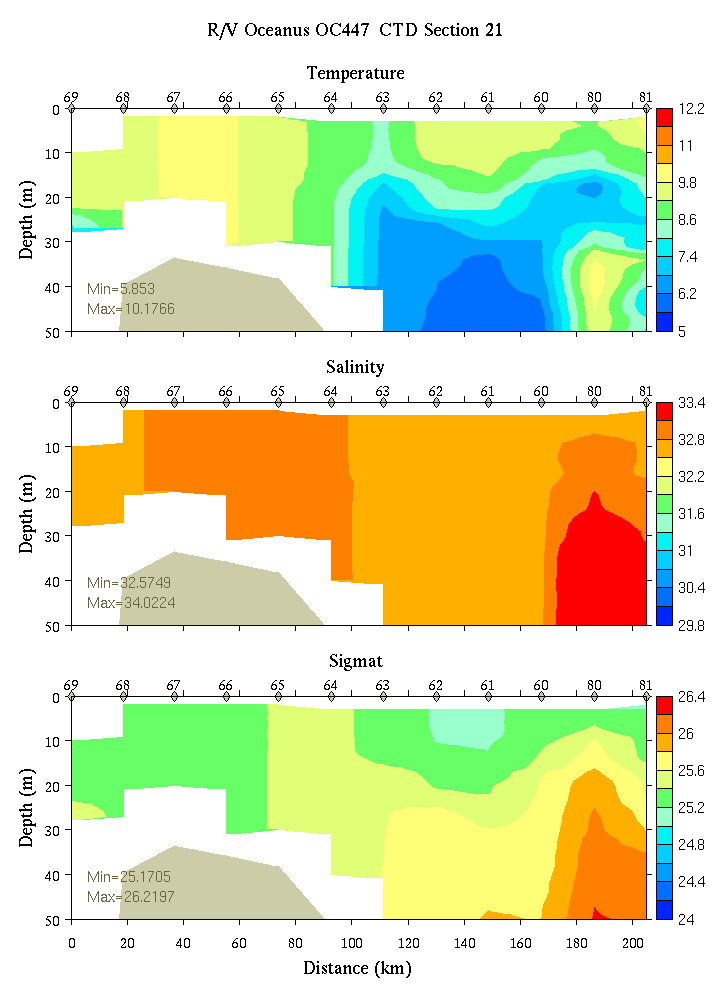 R/V Oceanus OC447 CTD Section 21
Temperature
69 68 67 66 65 64 63 62 61 60 80 81
0
10
20
30
40
50
Depth (m)
Min=5.853
Max=10.1766
12.2
11
9.8
8.6
7.4
6.2
5
Salinity
69 68 67 66 65 64 63 62 61 60 80 81
0
10
20
30
40
50
Depth (m)
Min=32.5749
Max=34.0224
33.4
32.8
32.2
31.6
31
30.4
29.8
Sigmat
69 68 67 66 65 64 63 62 61 60 80 81
0
10
20
30
40
50
Depth (m)
Min=25.1705
Max=26.2197
26.4
26
25.6
25.2
24.8
24.4
24
0 20 40 60 80 100 120 140 160 180 200
Distance (km)